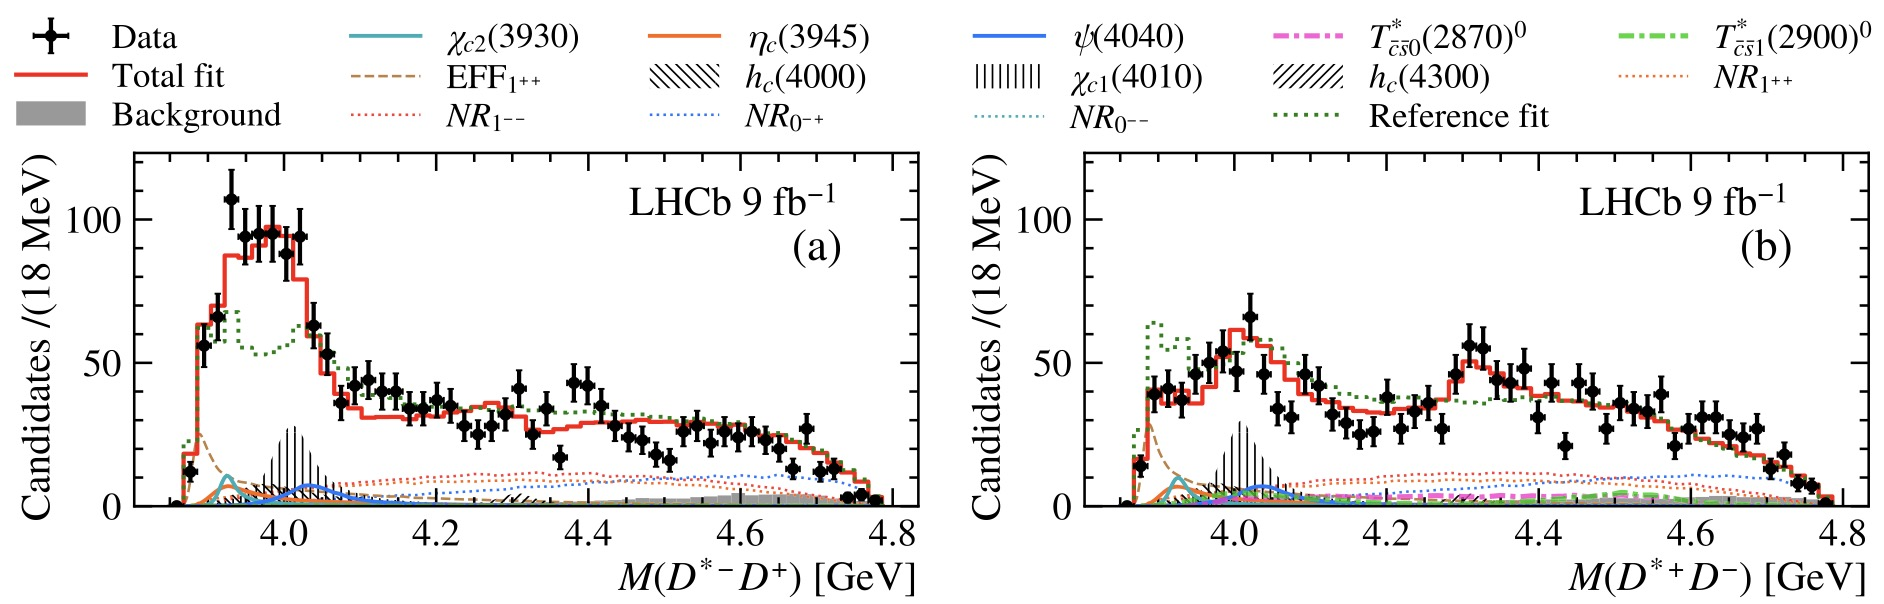 Data χc2(3930) ηc(3945) ψ(4040) T*c̄s̄0(2870)⁰ T*c̄s1(2900)⁰
Total fit EFF1++ hc(4000) χc1(4010) hc(4300) NR1++
Background NR1-- NR0-+ NR0-- Reference fit
LHCb 9 fb⁻¹
(a)
100
50
0
4.0 4.2 4.4 4.6 4.8
Candidates /(18 MeV)
M(D*−D+) [GeV]
LHCb 9 fb⁻¹
(b)
100
50
0
4.0 4.2 4.4 4.6 4.8
Candidates /(18 MeV)
M(D*+D−) [GeV]